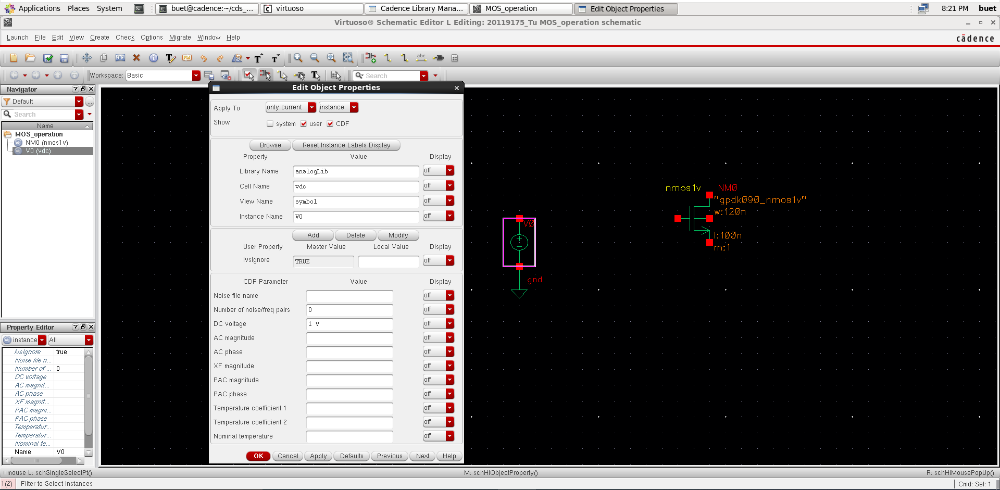 Applications Places System buet@cadence:~/cds_... virtuoso Cadence Library Mana... MOS_operation Edit Object Properties 8:21 PM buet
Virtuoso® Schematic Editor L Editing: 20119175_Tu MOS_operation schematic
Launch File Edit View Create Check Options Migrate Window Help
cādence
abc
Workspace: Basic Search
Navigator
Default
Search
Name
MOS_operation
NM0 (nmos1v)
V0 (vdc)
Property Editor
instance All
lvsIgnore true
Noise file n...
Number of ... 0
DC voltage
AC magnit...
AC phase
XF magnit...
PAC magni...
PAC phase
Temperatur...
Temperatur...
Nominal te...
Name V0
Edit Object Properties
Apply To only current instance
Show system user CDF
Browse Reset Instance Labels Display
Property Value Display
Library Name analogLib off
Cell Name vdc off
View Name symbol off
Instance Name V0 off
Add Delete Modify
User Property Master Value Local Value Display
lvsIgnore TRUE off
CDF Parameter Value Display
Noise file name off
Number of noise/freq pairs 0 off
DC voltage 1 V off
AC magnitude off
AC phase off
XF magnitude off
PAC magnitude off
PAC phase off
Temperature coefficient 1 off
Temperature coefficient 2 off
Nominal temperature off
OK Cancel Apply Defaults Previous Next Help
V0
gnd
nmos1v NM0
"gpdk090_nmos1v"
w:120n
l:100n
m:1
mouse L: schSingleSelectPt() M: schHiObjectProperty() R: schHiMousePopUp()
1(2) Filter to Select Instances Cmd: Sel: 1